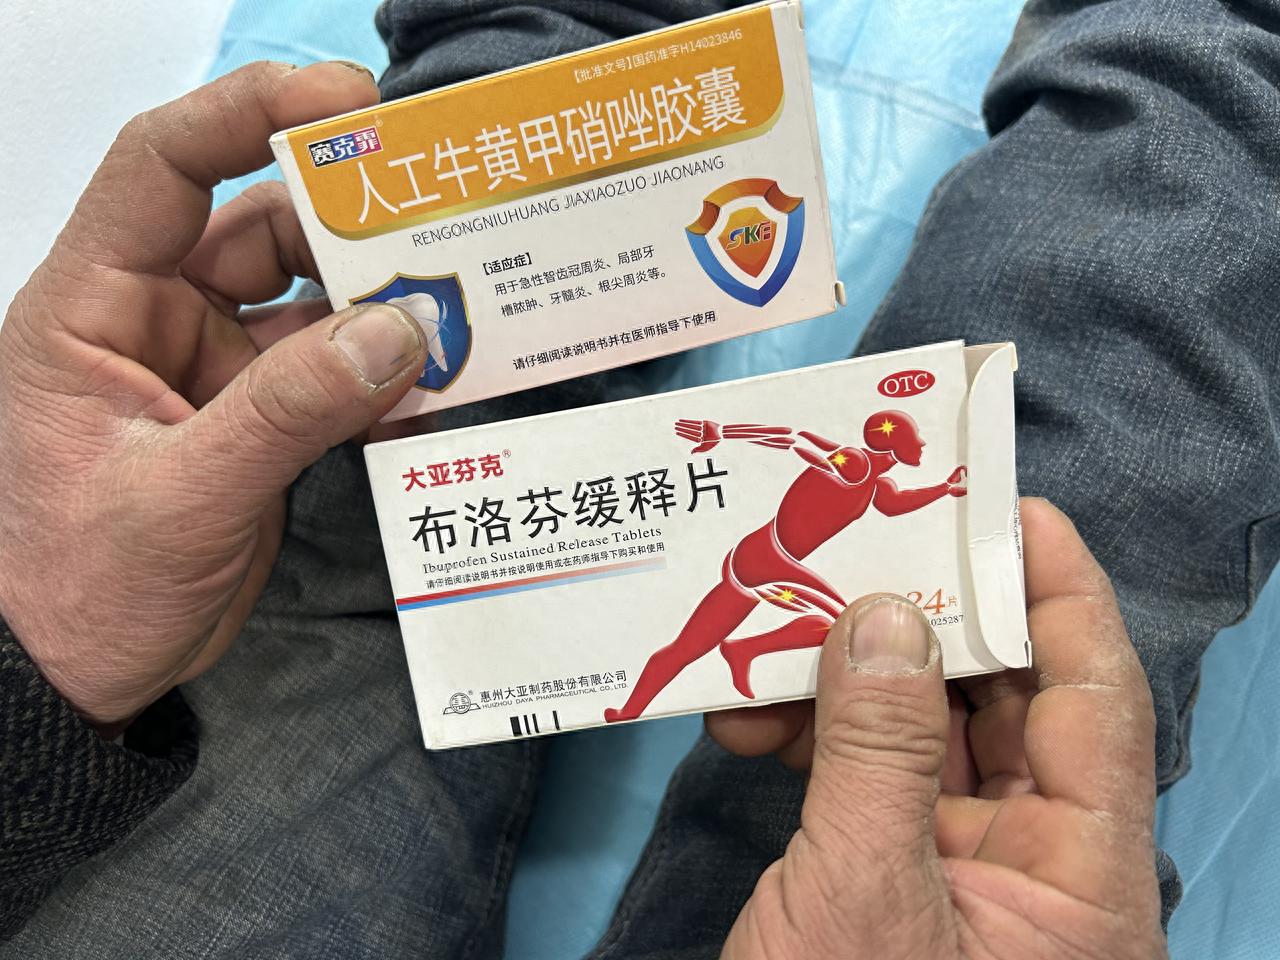 【批准文号】国药准字H14023846
赛克霏®
人工牛黄甲硝唑胶囊
RENGONGNIUHUANG JIAXIAOZUO JIAONANG
【适应症】
用于急性智齿冠周炎、局部牙
槽脓肿、牙髓炎、根尖周炎等。
请仔细阅读说明书并在医师指导下使用
SKF
OTC
大亚芬克®
布洛芬缓释片
Ibuprofen Sustained Release Tablets
请仔细阅读说明书并按说明使用或在药师指导下购买和使用
24片
4025287
惠州大亚制药股份有限公司
HUIZHOU DAYA PHARMACEUTICAL CO., LTD.